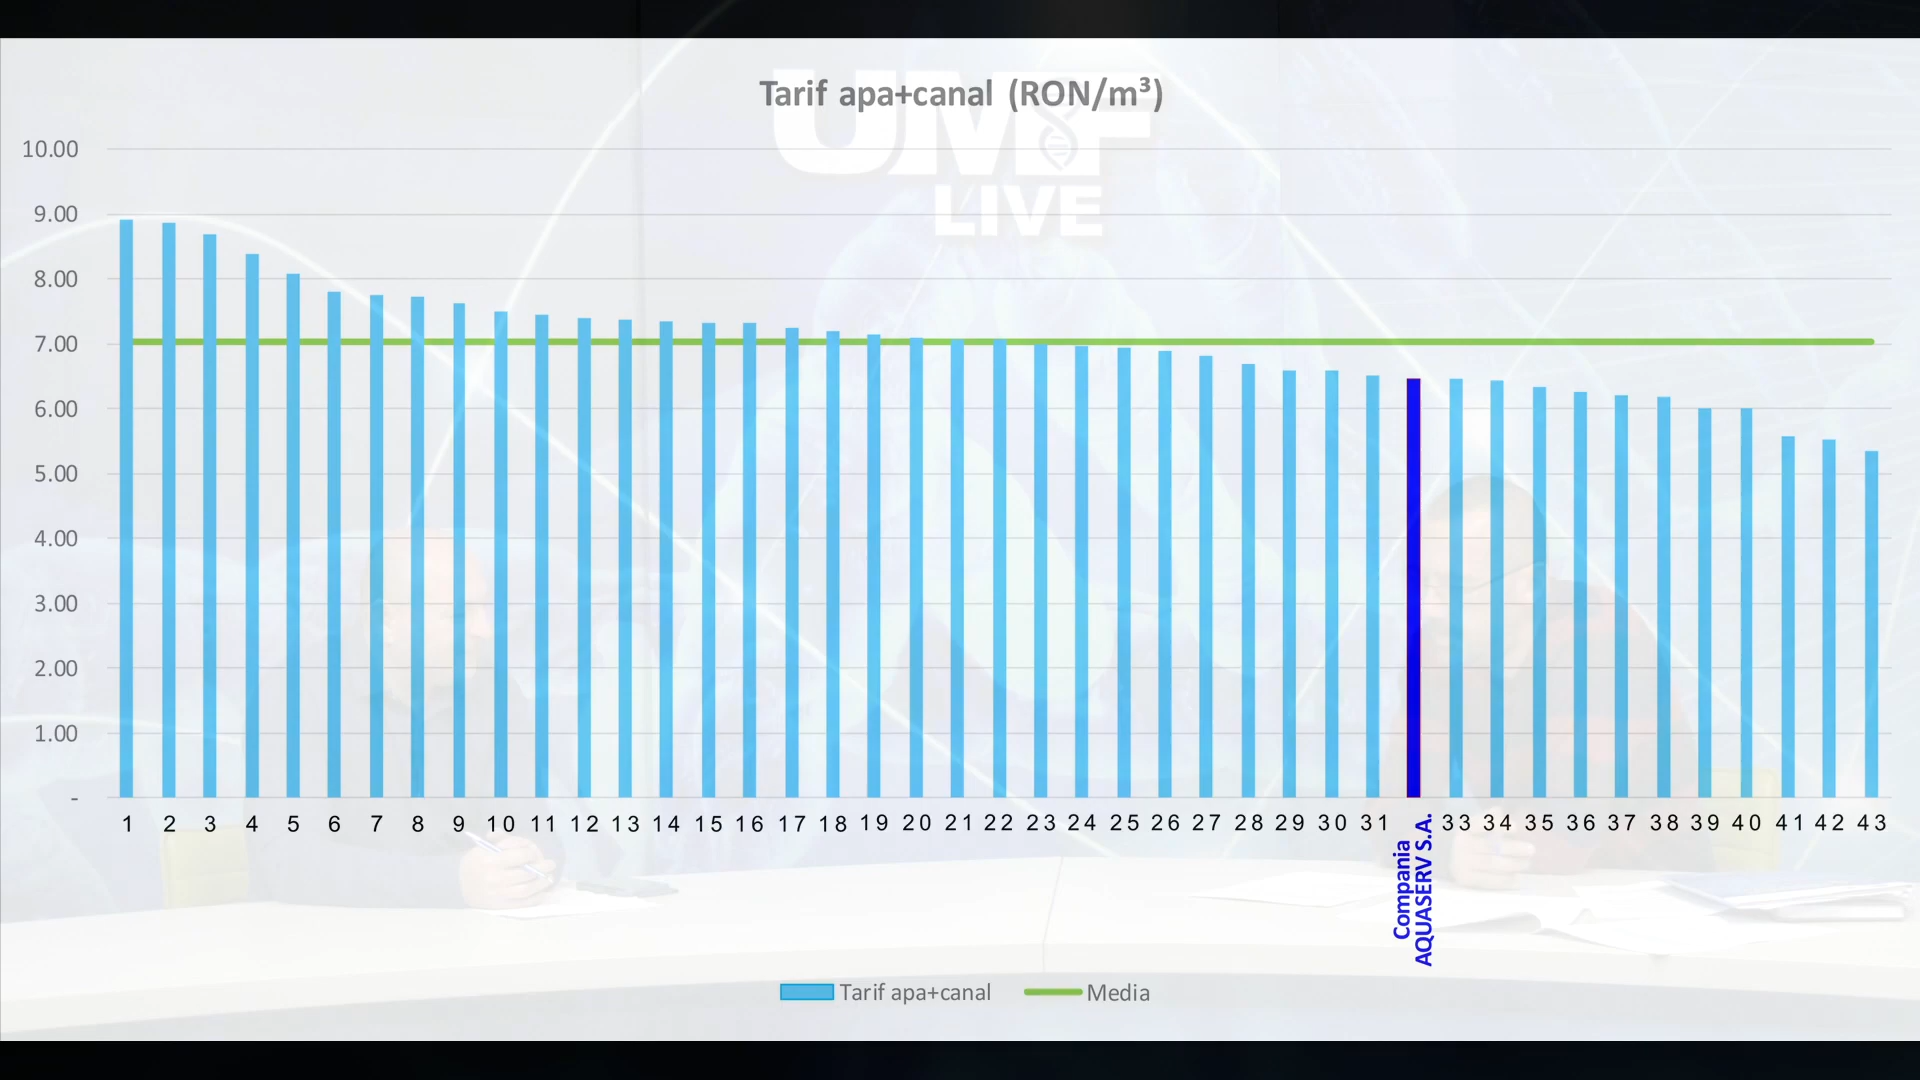 Tarif apa+canal (RON/m³)
UMF
LIVE
10.00
9.00
8.00
7.00
6.00
5.00
4.00
3.00
2.00
1.00
-
1 2 3 4 5 6 7 8 9 10 11 12 13 14 15 16 17 18 19 20 21 22 23 24 25 26 27 28 29 30 31 33 34 35 36 37 38 39 40 41 42 43
Compania
AQUASERV S.A.
Tarif apa+canal Media